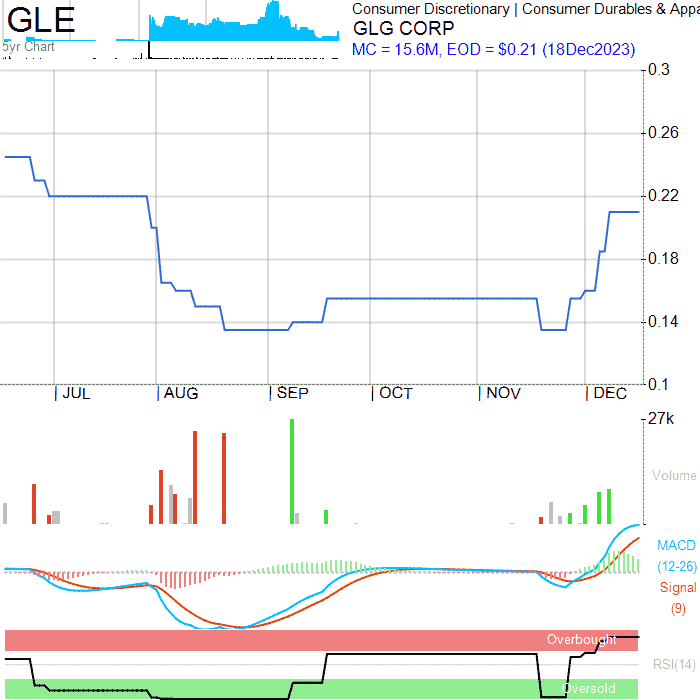 GLE
5yr Chart
Consumer Discretionary | Consumer Durables & Appa
GLG CORP
MC = 15.6M, EOD = $0.21 (18Dec2023)
0.3
0.26
0.22
0.18
0.14
0.1
| JUL | AUG | SEP | OCT | NOV | DEC
27k
Volume
MACD
(12-26)
Signal
(9)
Overbought
RSI(14)
Oversold